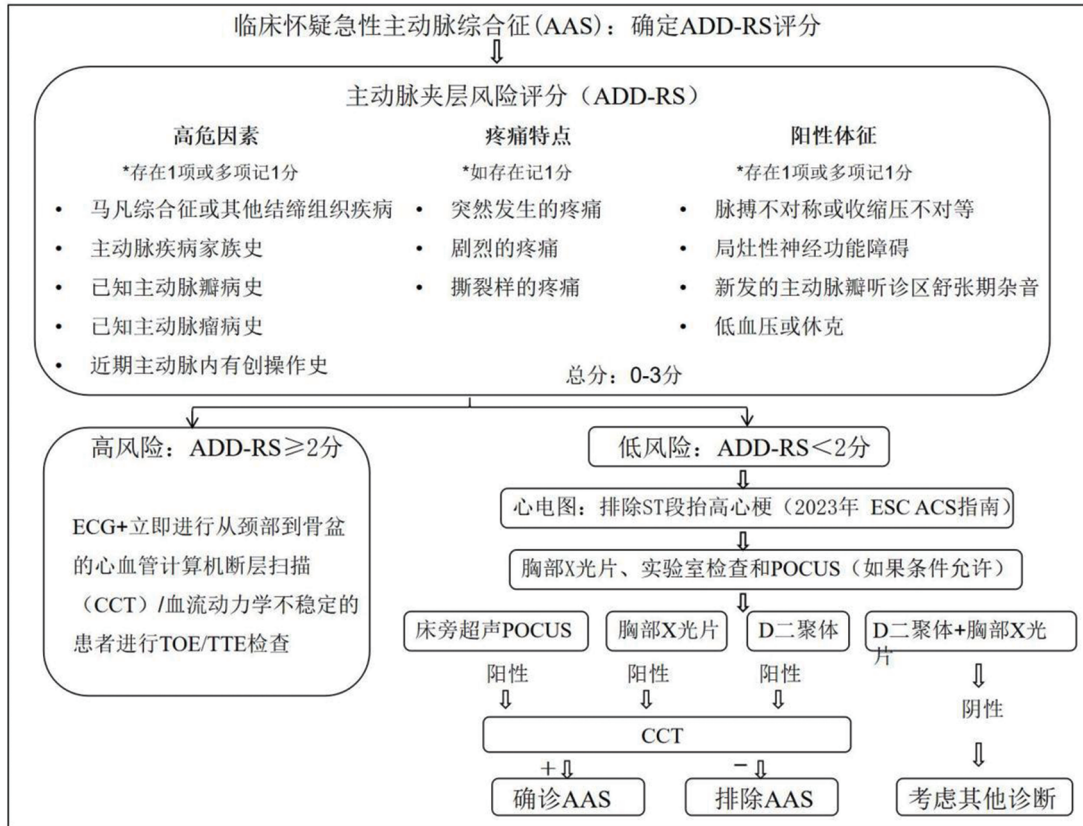 临床怀疑急性主动脉综合征(AAS)：确定ADD-RS评分
主动脉夹层风险评分（ADD-RS）
高危因素
*存在1项或多项记1分
• 马凡综合征或其他结缔组织疾病
• 主动脉疾病家族史
• 已知主动脉瓣病史
• 已知主动脉瘤病史
• 近期主动脉内有创操作史
疼痛特点
*如存在记1分
• 突然发生的疼痛
• 剧烈的疼痛
• 撕裂样的疼痛
阳性体征
*存在1项或多项记1分
• 脉搏不对称或收缩压不对等
• 局灶性神经功能障碍
• 新发的主动脉瓣听诊区舒张期杂音
• 低血压或休克
总分：0-3分
高风险：ADD-RS≥2分
ECG+立即进行从颈部到骨盆
的心血管计算机断层扫描
（CCT）/血流动力学不稳定的
患者进行TOE/TTE检查
低风险：ADD-RS＜2分
心电图：排除ST段抬高心梗（2023年 ESC ACS指南）
胸部X光片、实验室检查和POCUS（如果条件允许）
床旁超声POCUS
胸部X光片
D二聚体
D二聚体+胸部X光
片
阳性
阳性
阳性
阴性
CCT
+
−
确诊AAS
排除AAS
考虑其他诊断